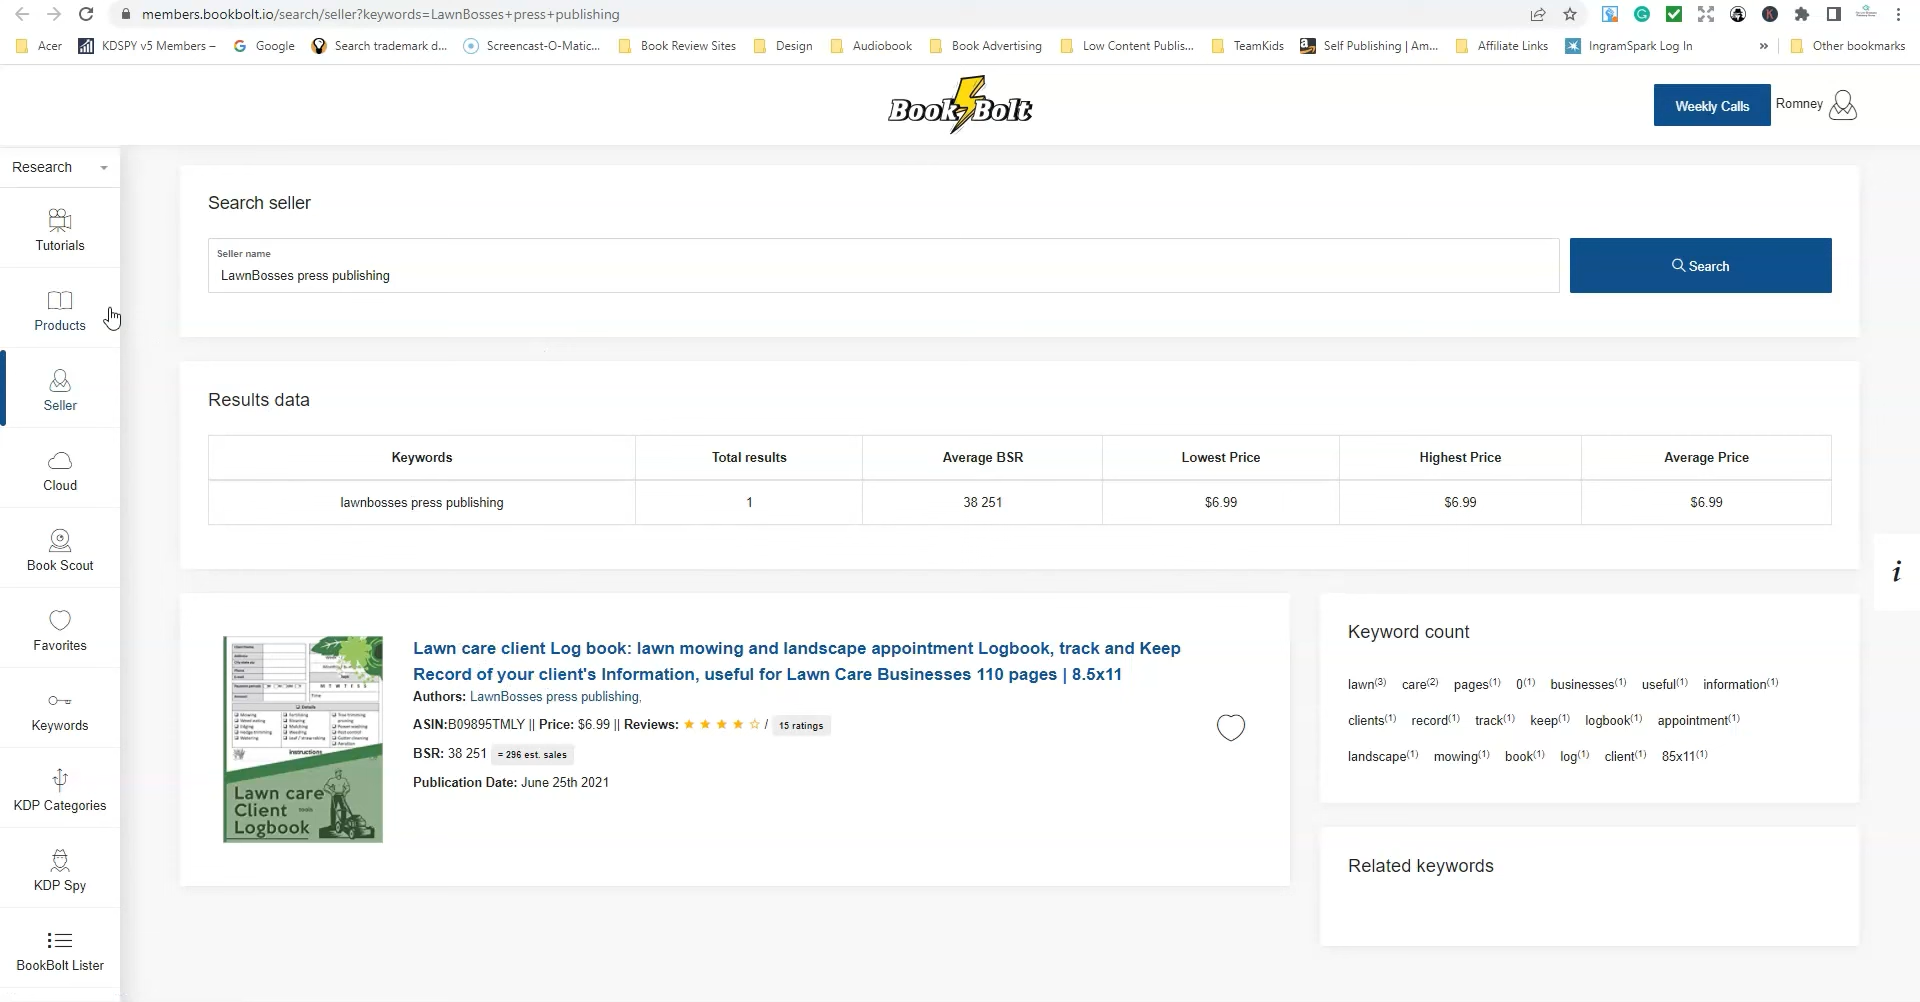 members.bookbolt.io/search/seller?keywords=LawnBosses+press+publishing
Acer KDSPY v5 Members – Google Search trademark d... Screencast-O-Matic... Book Review Sites Design Audiobook Book Advertising Low Content Publis... TeamKids Self Publishing | Am... Affiliate Links IngramSpark Log In » Other bookmarks
Book Bolt
Weekly Calls Romney
Research
Tutorials
Products
Seller
Cloud
Book Scout
Favorites
Keywords
KDP Categories
KDP Spy
BookBolt Lister
Search seller
Seller name
LawnBosses press publishing
Search
Results data
Keywords Total results Average BSR Lowest Price Highest Price Average Price
lawnbosses press publishing 1 38 251 $6.99 $6.99 $6.99
i
Lawn care
Client
Logbook
Instructions
Lawn care client Log book: lawn mowing and landscape appointment Logbook, track and Keep
Record of your client's Information, useful for Lawn Care Businesses 110 pages | 8.5x11
Authors: LawnBosses press publishing,
ASIN:B09895TMLY || Price: $6.99 || Reviews: / 15 ratings
BSR: 38 251 = 296 est. sales
Publication Date: June 25th 2021
Keyword count
lawn(3) care(2) pages(1) 0(1) businesses(1) useful(1) information(1)
clients(1) record(1) track(1) keep(1) logbook(1) appointment(1)
landscape(1) mowing(1) book(1) log(1) client(1) 85x11(1)
Related keywords